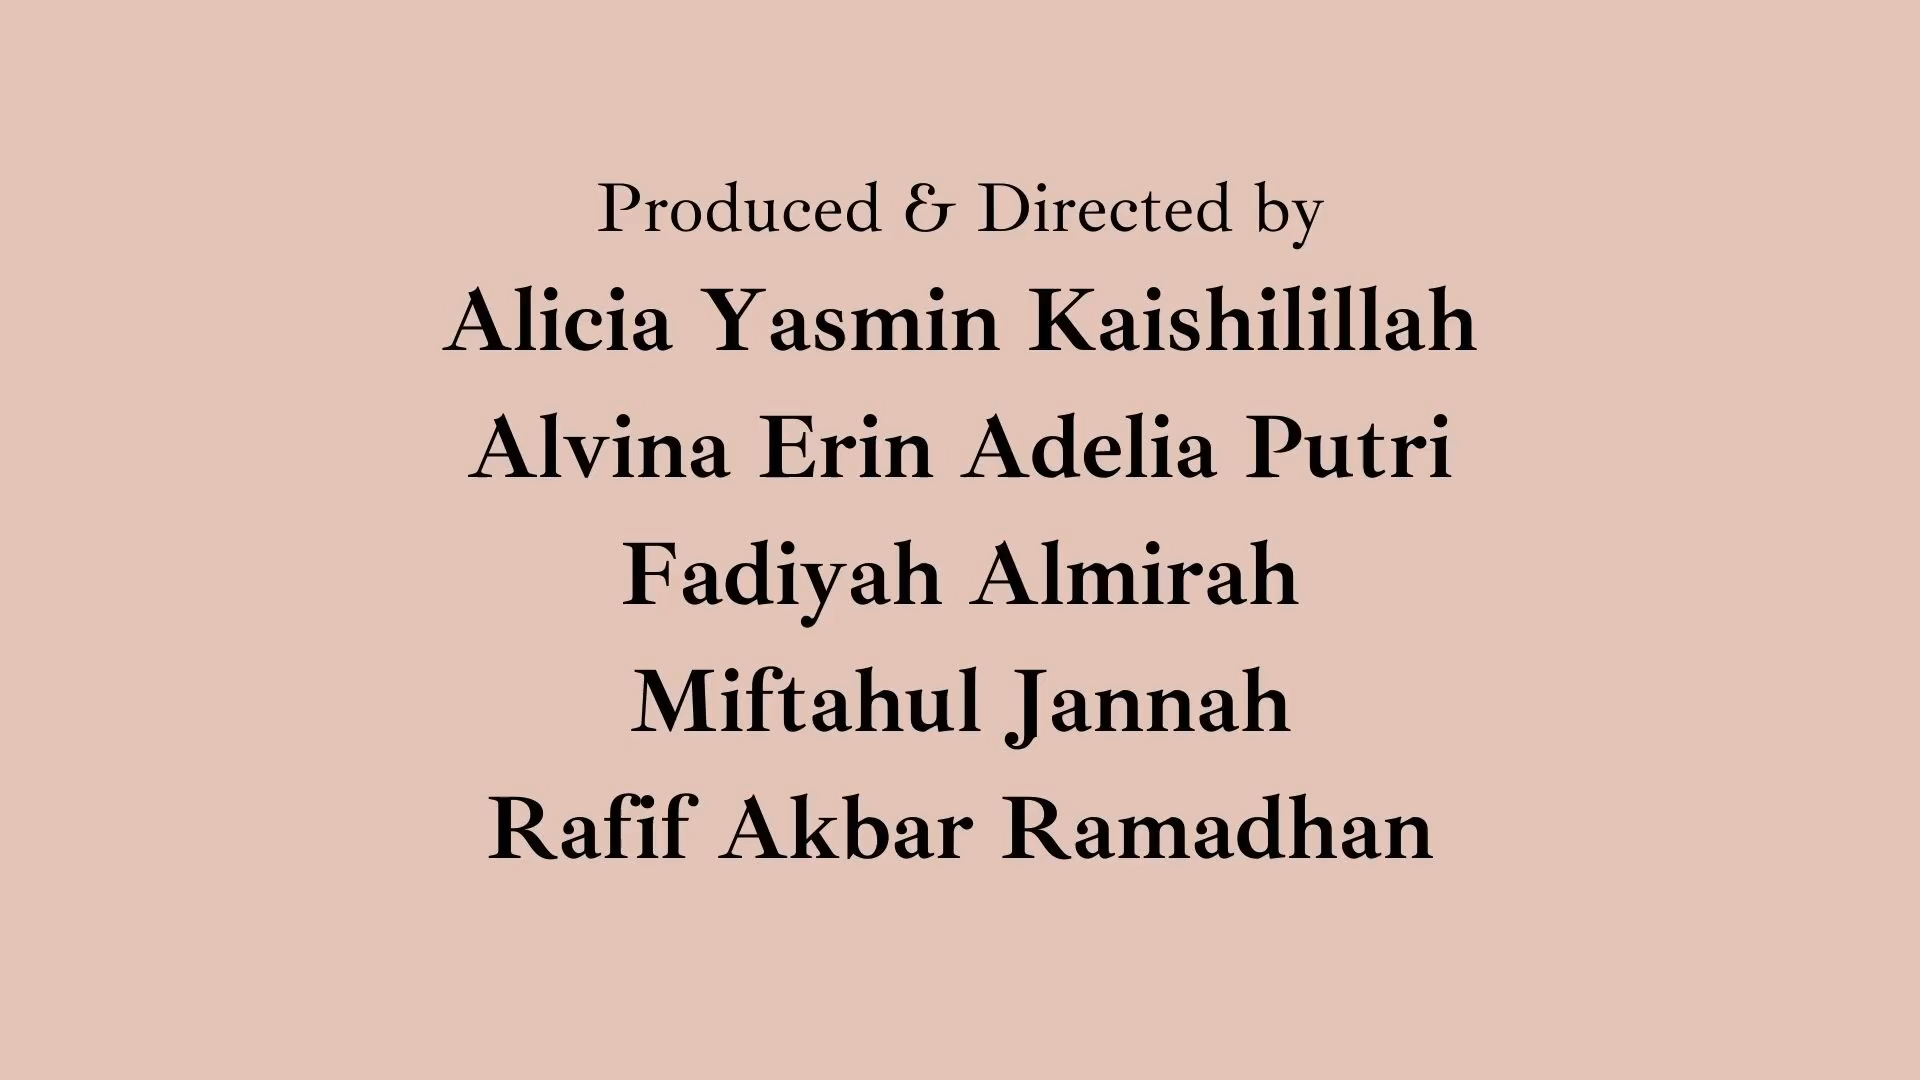 Produced & Directed by
Alicia Yasmin Kaishilillah
Alvina Erin Adelia Putri
Fadiyah Almirah
Miftahul Jannah
Rafif Akbar Ramadhan